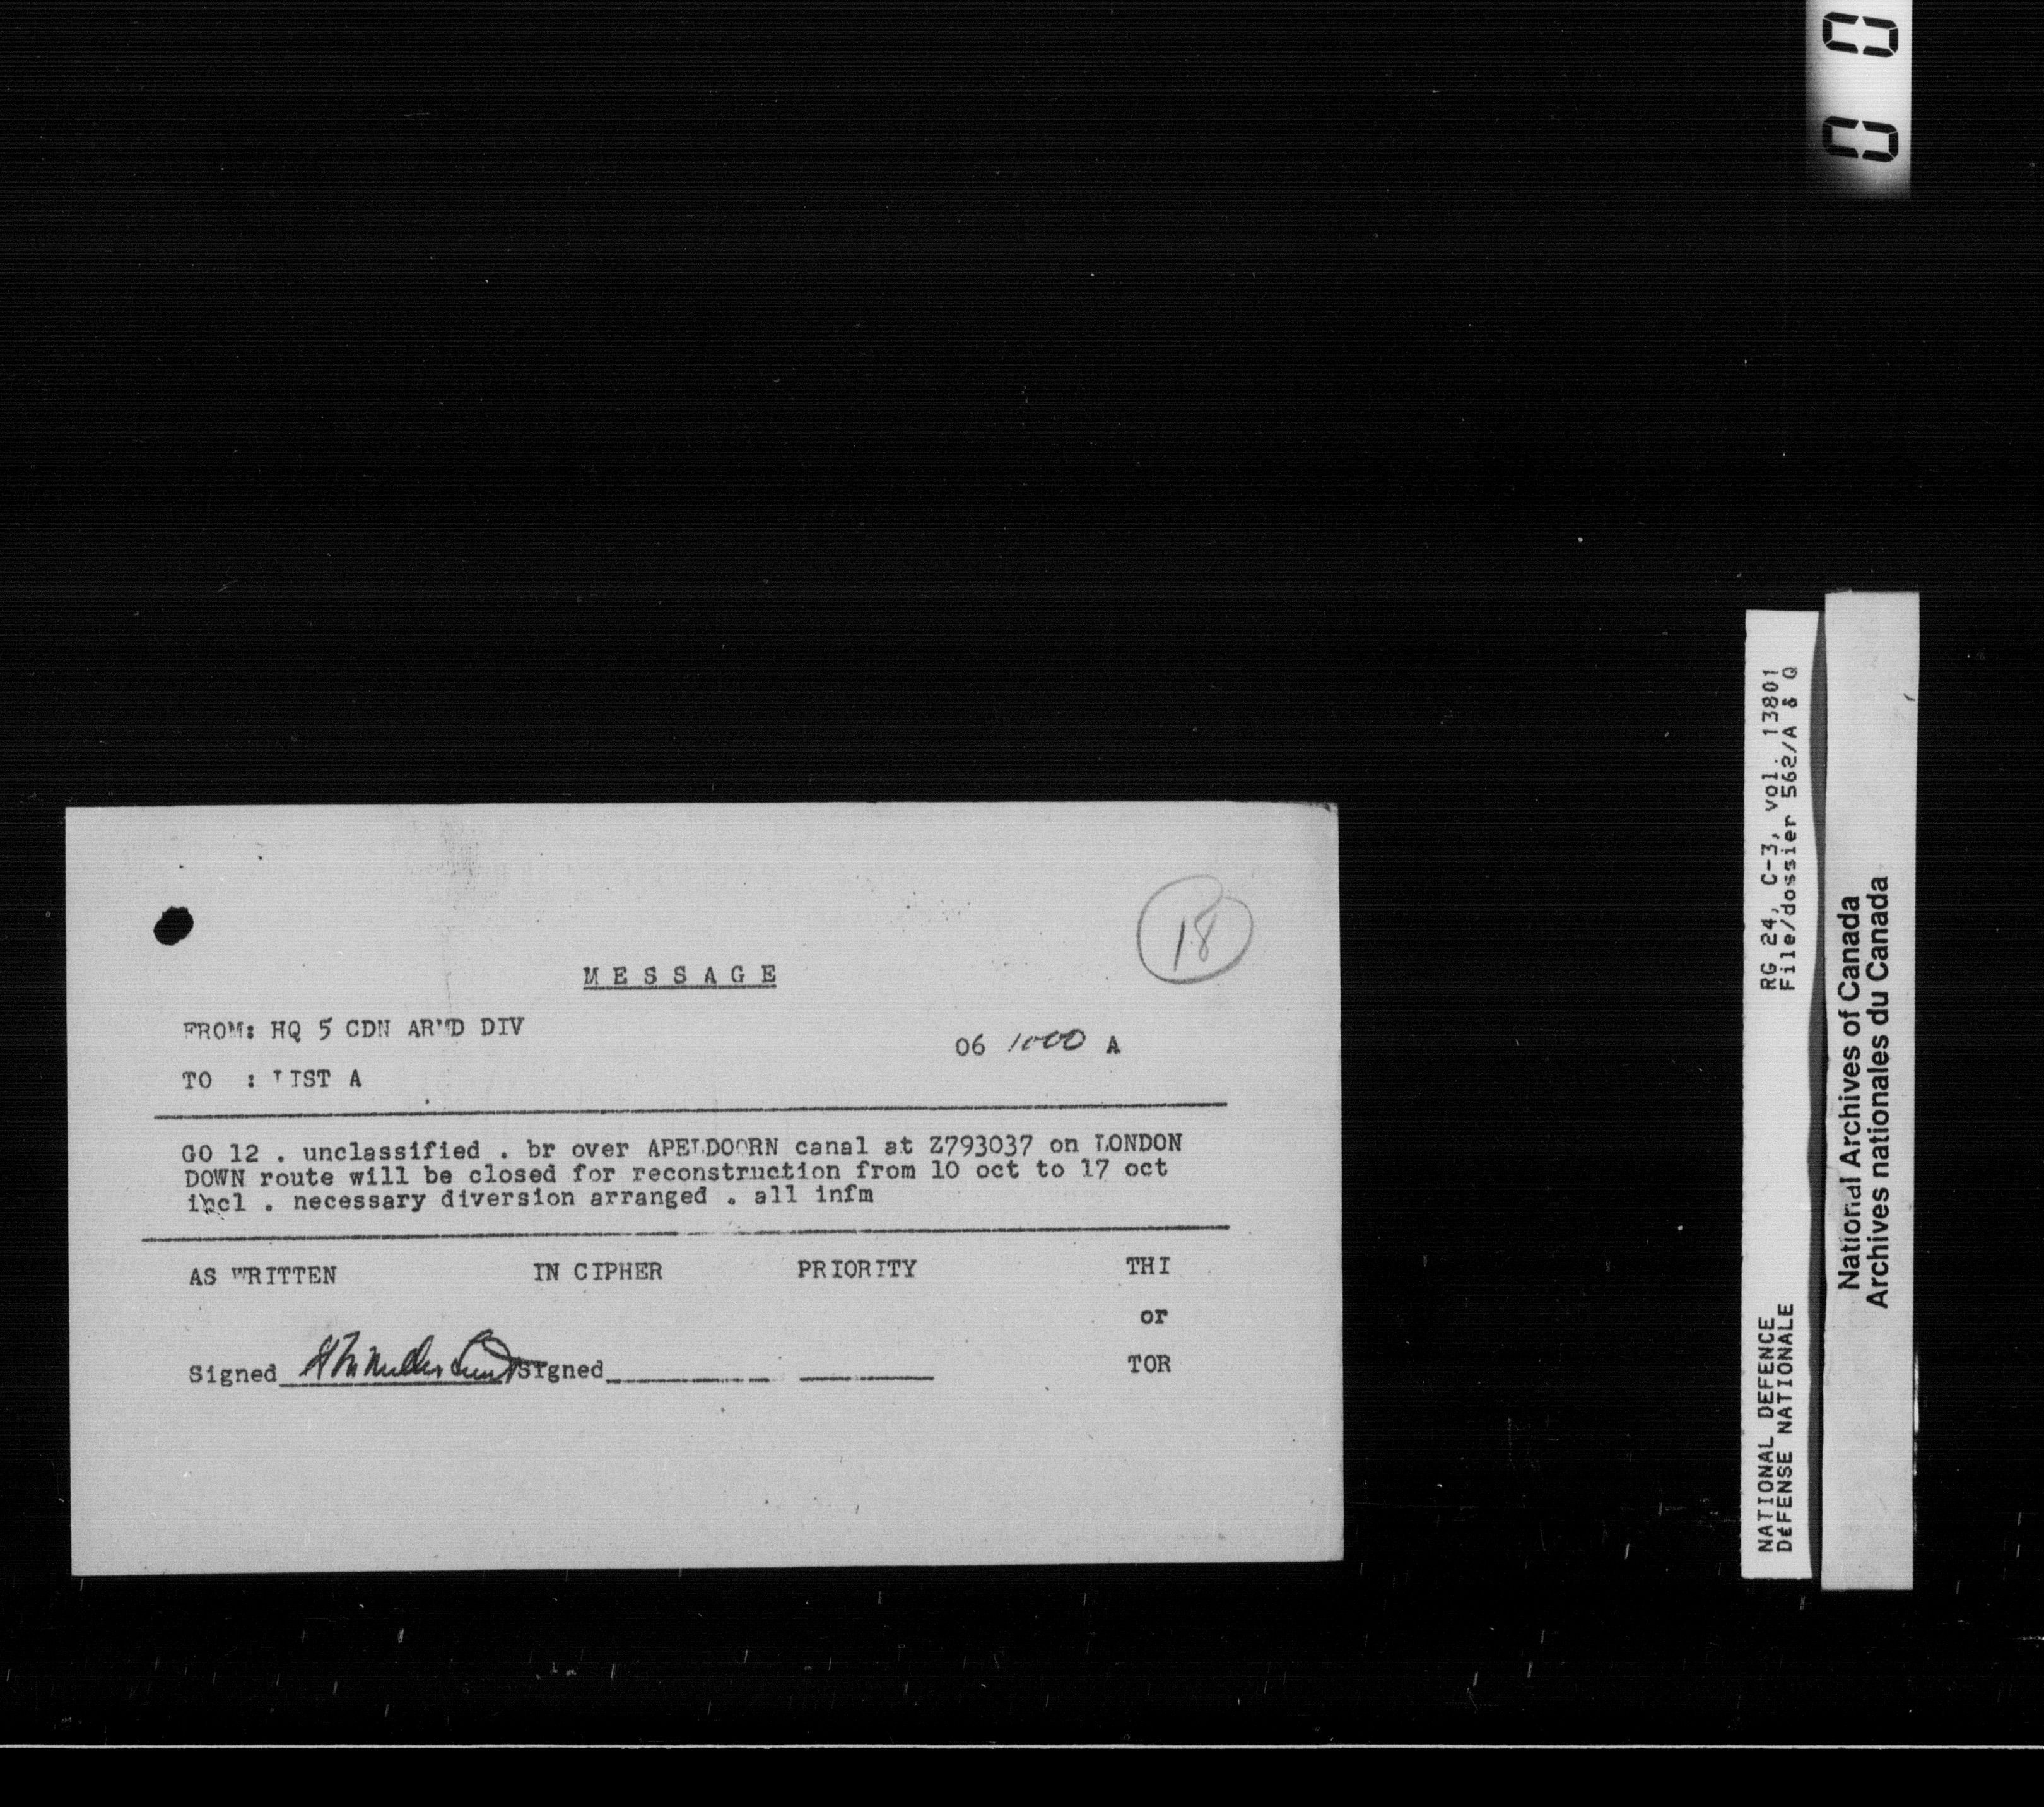 00
18
MESSAGE
FROM: HQ 5 CDN ARMD DIV
06 1000 A
TO : LIST A
GO 12 . unclassified . br over APELDOORN canal at Z793037 on LONDON
DOWN route will be closed for reconstruction from 10 oct to 17 oct
incl . necessary diversion arranged . all infm
AS WRITTEN IN CIPHER PRIORITY THI
or
Signed Signed TOR
RG 24, C-3, vol. 13801
File/dossier 562/A & Q
NATIONAL DEFENCE
DÉFENSE NATIONALE
National Archives of Canada
Archives nationales du Canada